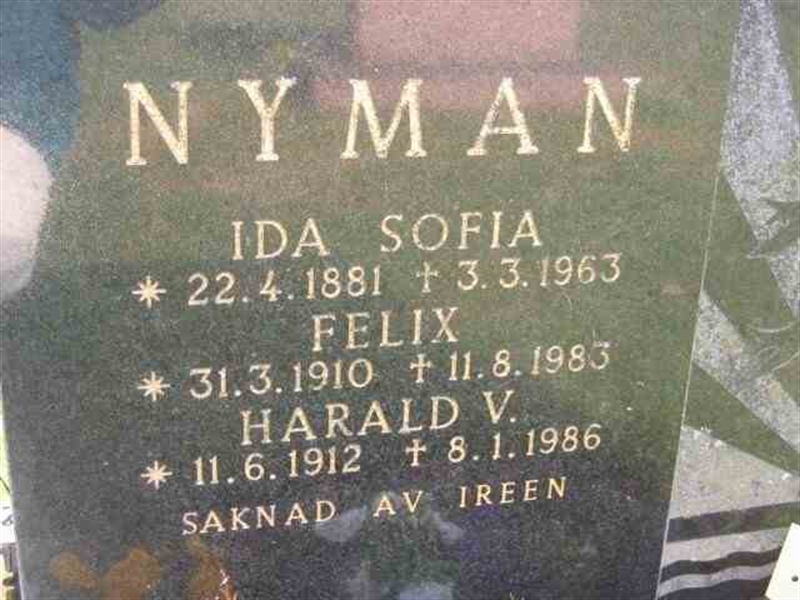 NYMAN
IDA SOFIA
* 22.4.1881 † 3.3.1963
FELIX
* 31.3.1910 † 11.8.1983
HARALD V.
* 11.6.1912 † 8.1.1986
SAKNAD AV IREEN